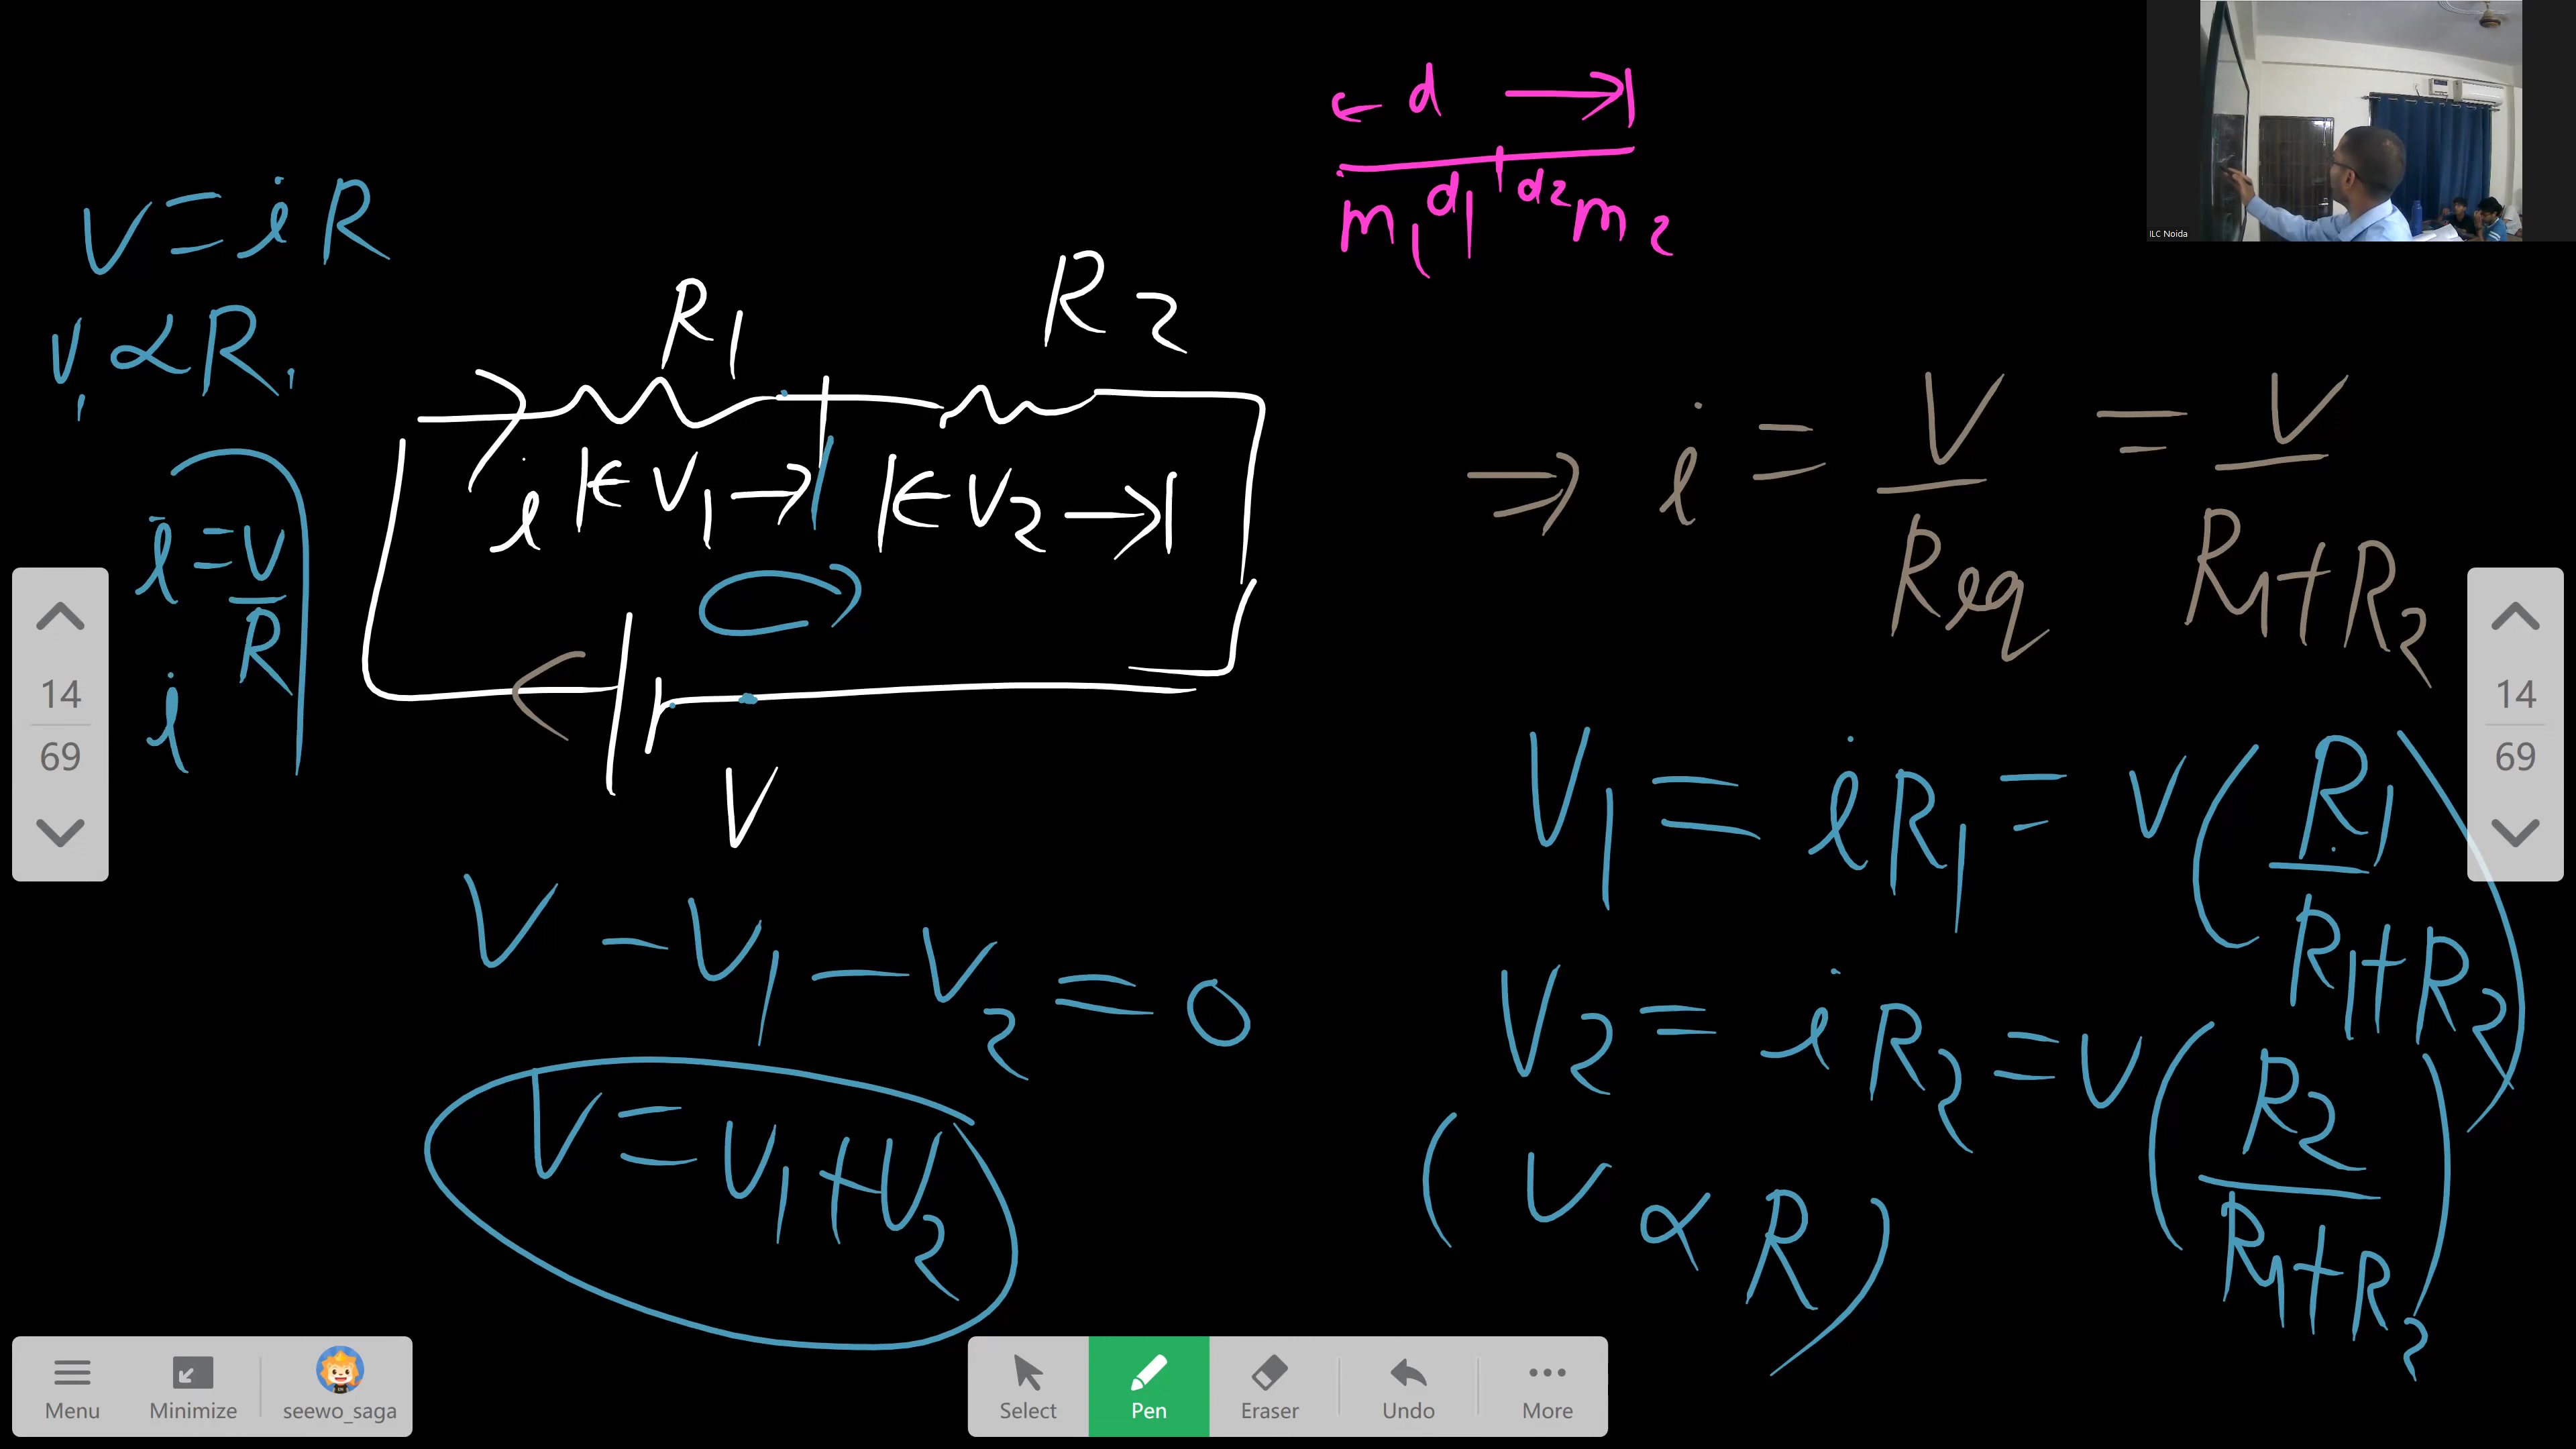 ← d →
m1 d1 d2 m2
V = iR
V1 ∝ R1
i = V/R
i
R1
R2
i
V1
V2
V
→ i = V/Req = V/R1+R2
V1 = iR1 = V(R1/R1+R2)
V2 = iR2 = V(R2/R1+R2)
(V ∝ R)
V - V1 - V2 = 0
V = V1+V2
ILC Noida
14
69
14
69
Menu
Minimize
seewo_saga
Select
Pen
Eraser
Undo
More